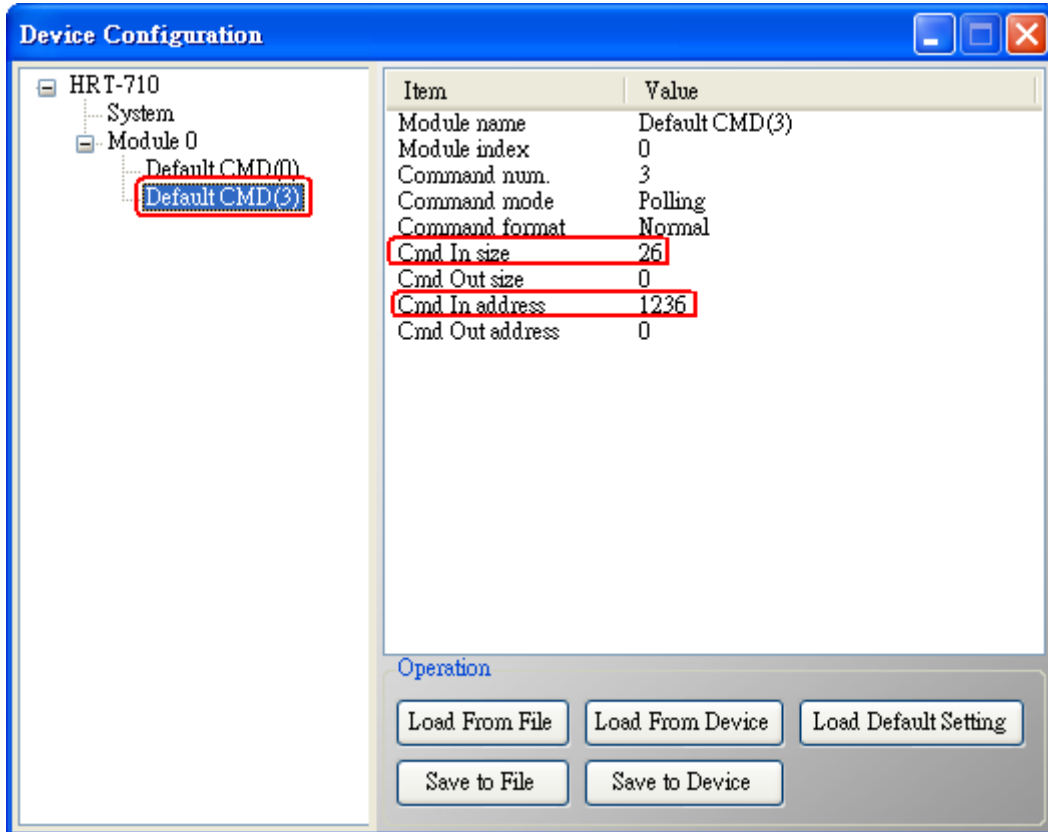 Device Configuration
HRT-710
System
Module 0
Default CMD(0)
Default CMD(3)
Item Value
Module name Default CMD(3)
Module index 0
Command num. 3
Command mode Polling
Command format Normal
Cmd In size 26
Cmd Out size 0
Cmd In address 1236
Cmd Out address 0
Operation
Load From File Load From Device Load Default Setting
Save to File Save to Device